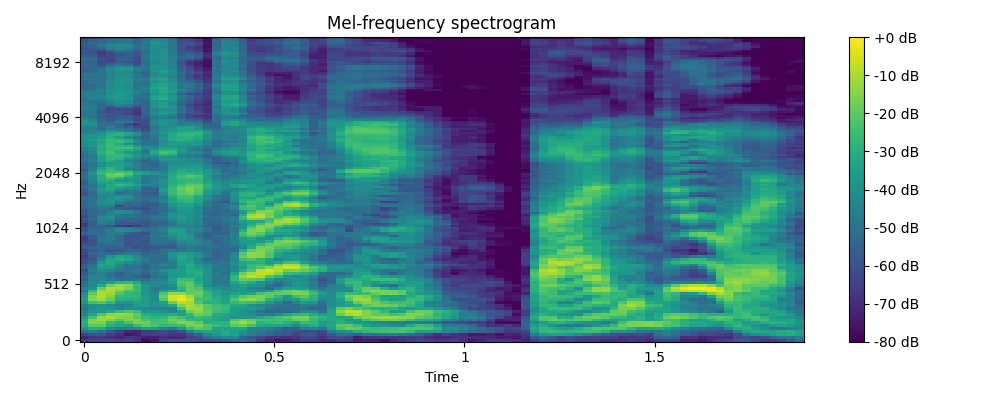 Mel-frequency spectrogram
8192
4096
2048
1024
512
0
Hz
0
0.5
1
1.5
Time
+0 dB
-10 dB
-20 dB
-30 dB
-40 dB
-50 dB
-60 dB
-70 dB
-80 dB